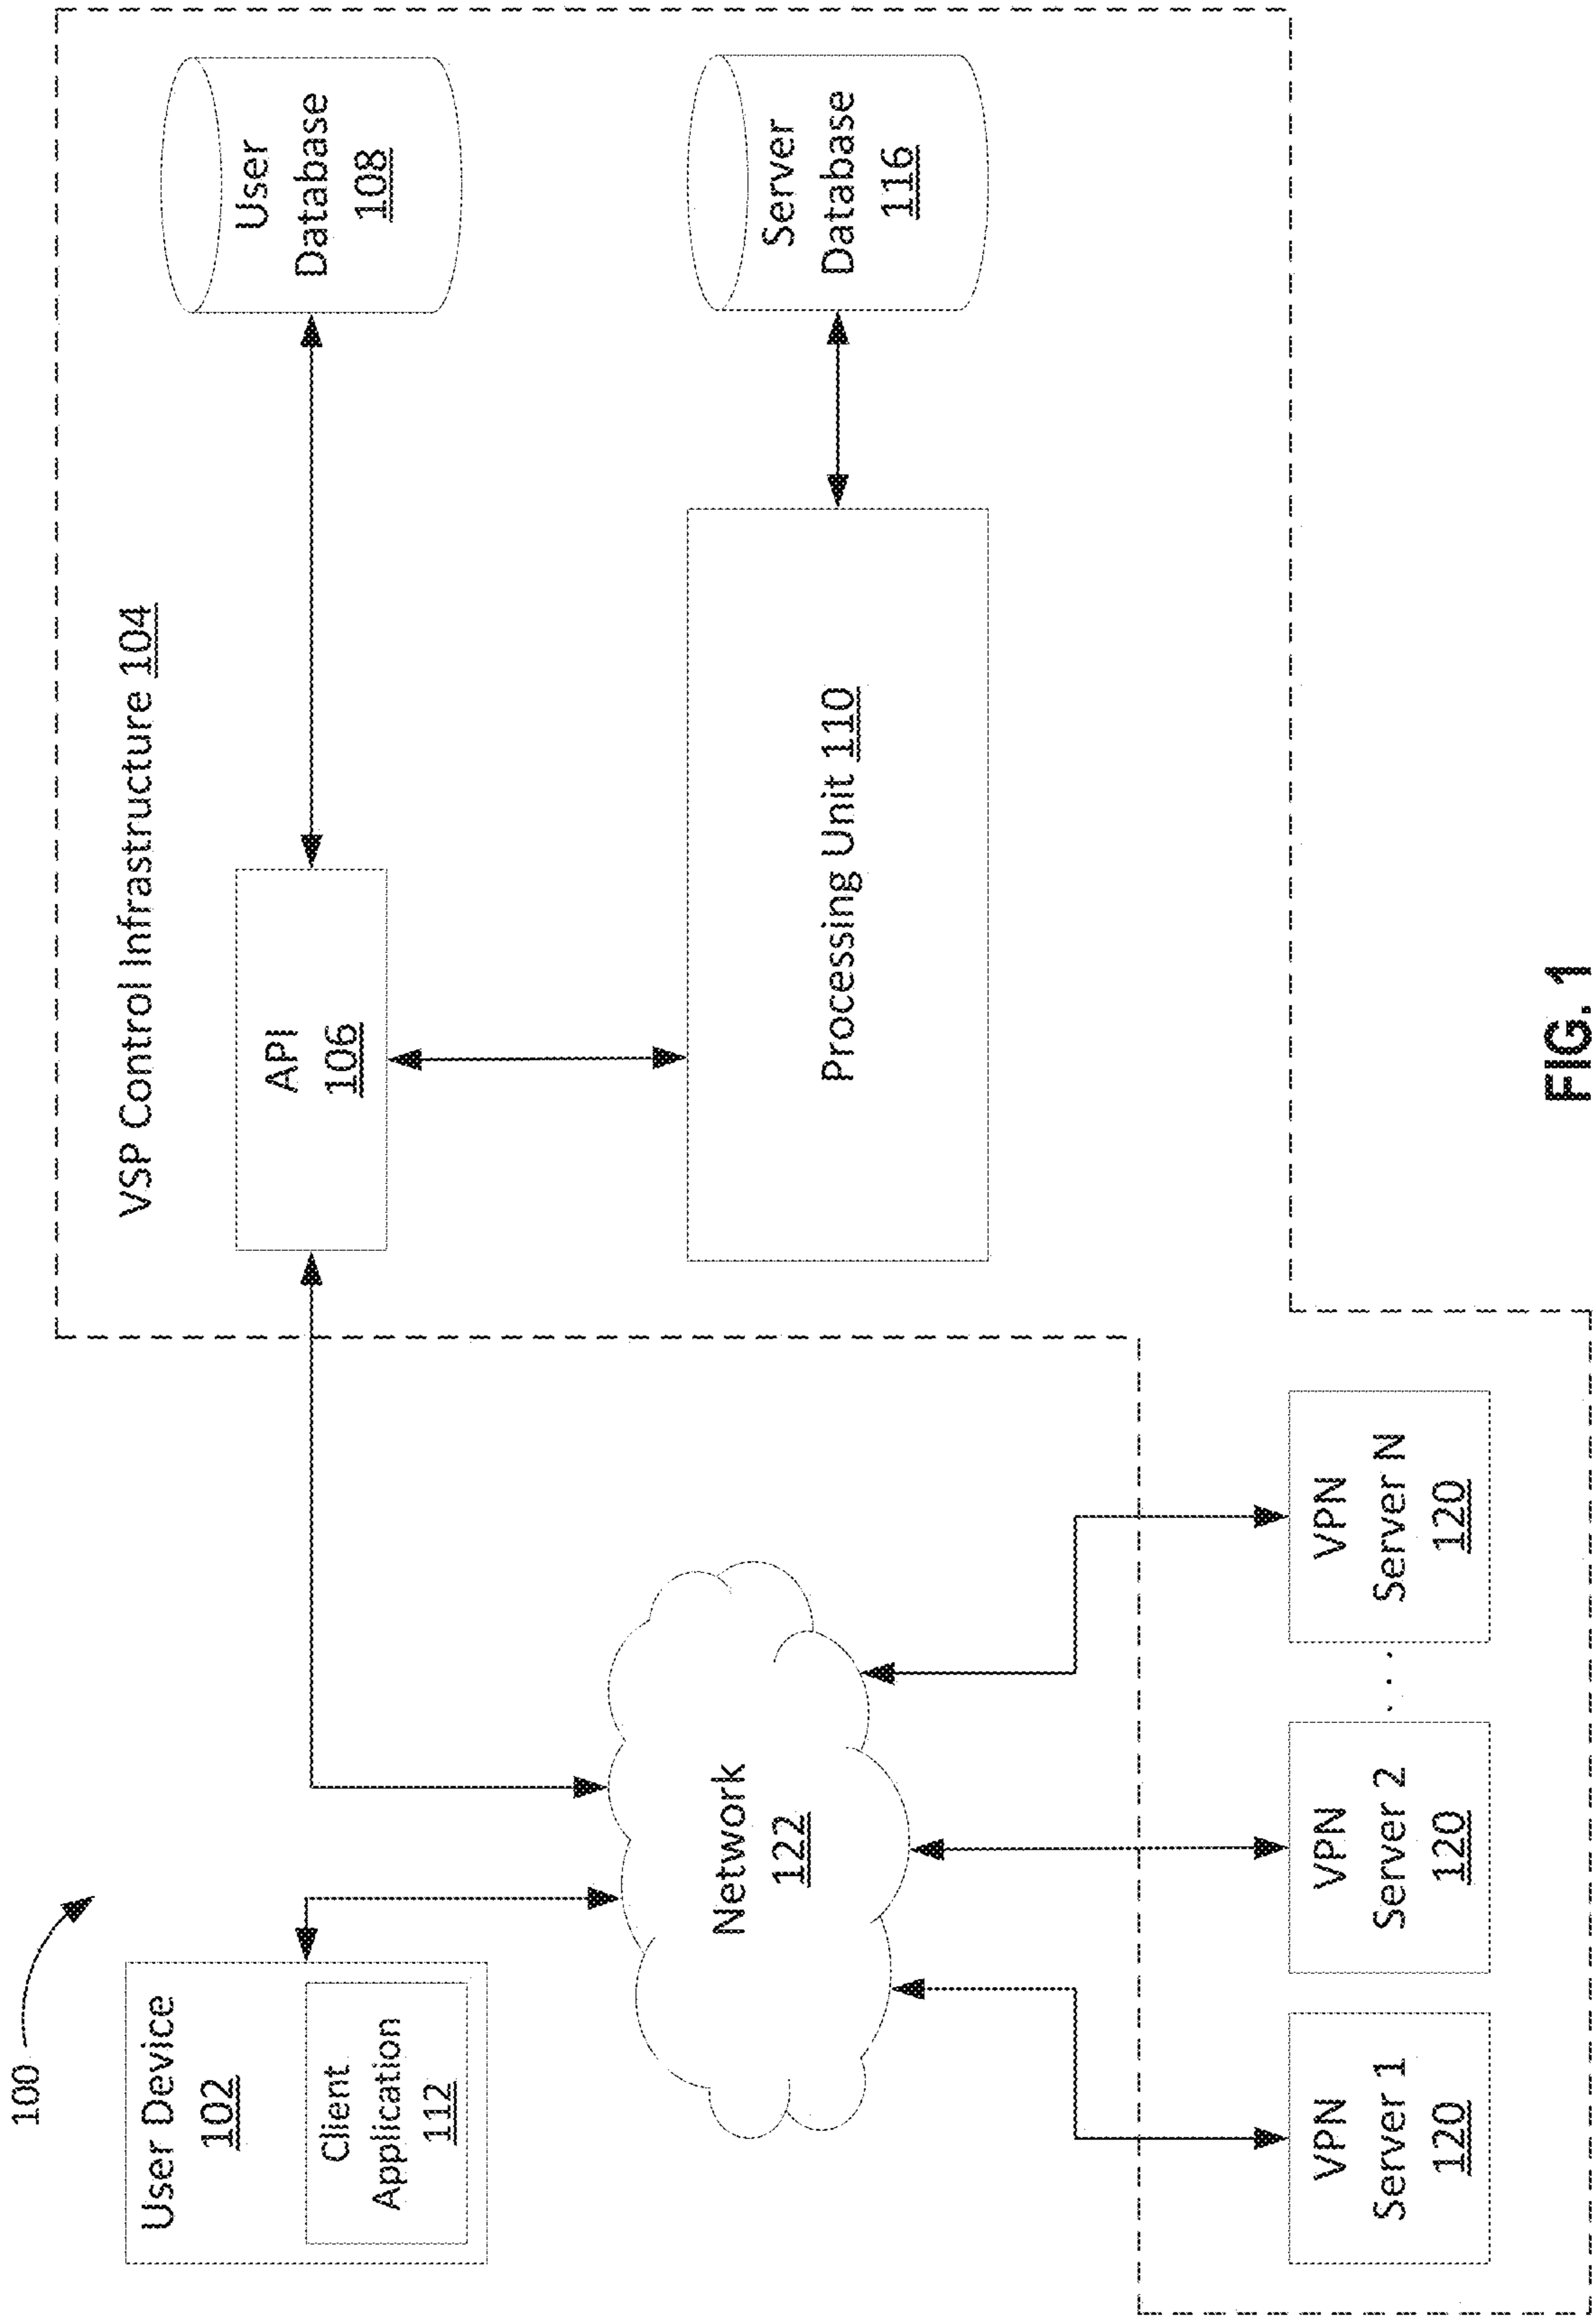 100
User Device
102
Client
Application
112
Network
122
VSP Control Infrastructure 104
API
106
User
Database
108
Processing Unit 110
Server
Database
116
VPN
Server 1
120
VPN
Server 2
120
. . .
VPN
Server N
120
FIG. 1